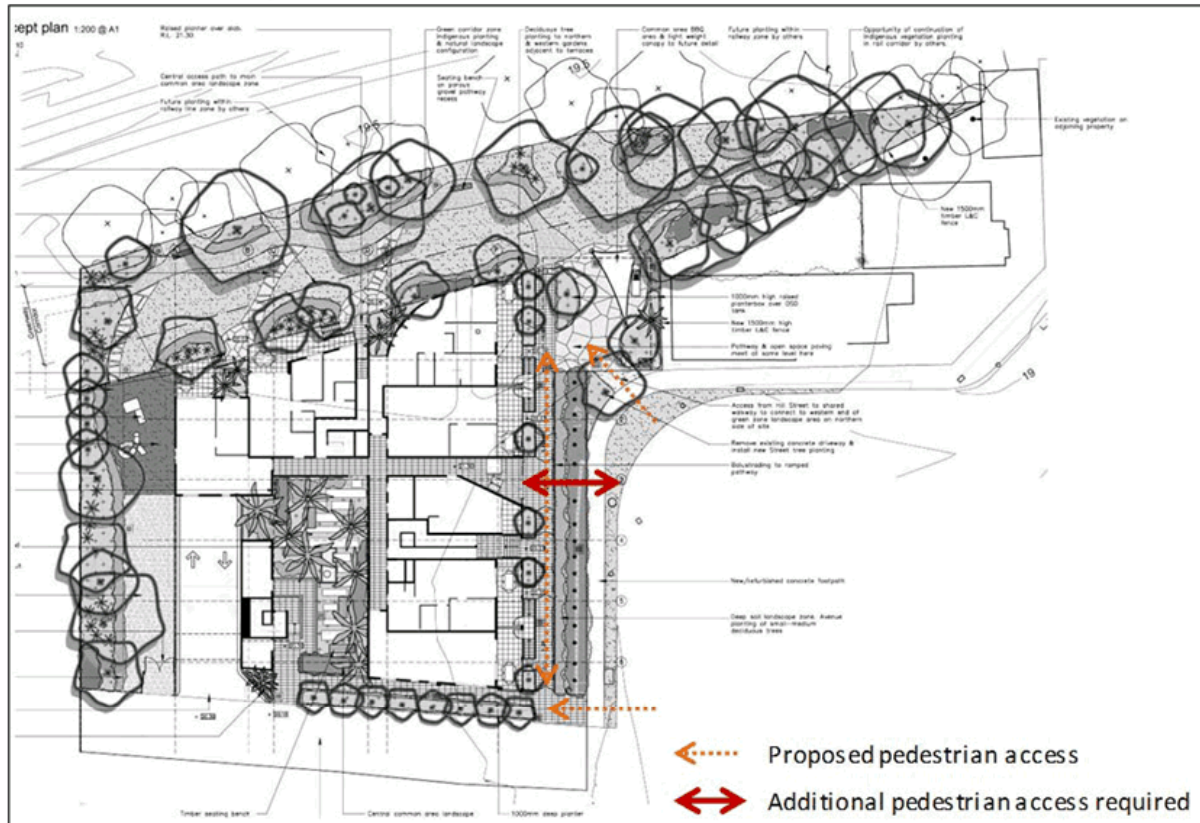 cept plan 1:200 @ A1
Raised planter over slab.
R.L. 21.30
Central access path to main
common area landscape zone
Future planting within
railway line zone by others
Green corridor zone
Indigenous planting
& natural landscape
configuration
Seating bench
on porous
gravel pathway
recess
Deciduous tree
planting to northern
& western gardens
adjacent to terraces
Common area BBQ
area & light weight
canopy to future detail
Future planting within
railway zone by others
Opportunity of continuation of
indigenous vegetation planting
in rail corridor by others.
19.5
19.5
Existing vegetation on
adjoining property
New 1500mm
timber L&C
fence
1000mm high raised
planterbox over OSD
tank
New 1500mm high
timber L&C fence
Pathway & open space paving
meet at same level here
19
Access from Hill Street to shared
walkway to connect to western end of
green zone landscape area on northern
side of site
Remove existing concrete driveway &
install new Street tree planting.
Balustrading to ramped
pathway
New/refurbished concrete footpath
Deep soil landscape zone. Avenue
planting of small-medium
deciduous trees
Timber seating bench
Central common area landscape
1000mm deep planter
Proposed pedestrian access
Additional pedestrian access required